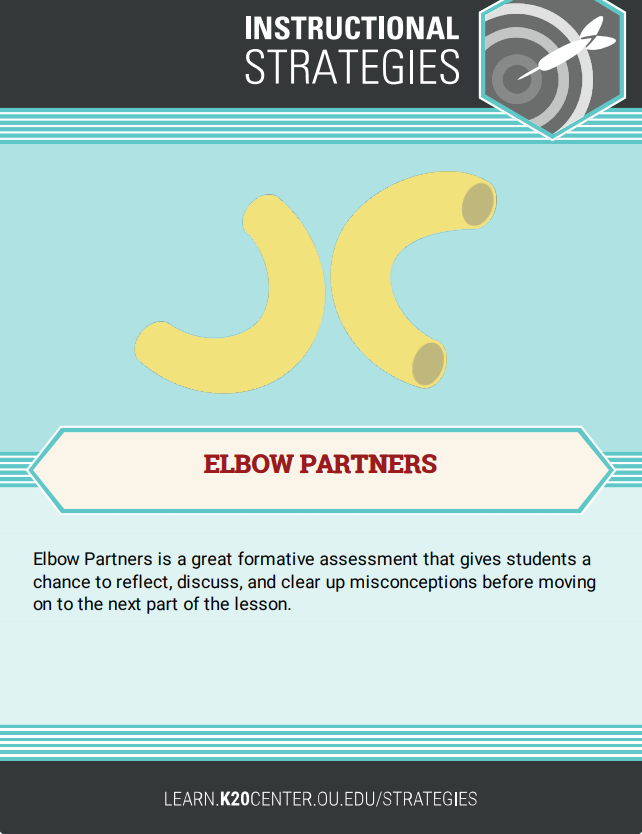 INSTRUCTIONAL
STRATEGIES
ELBOW PARTNERS
Elbow Partners is a great formative assessment that gives students a
chance to reflect, discuss, and clear up misconceptions before moving
on to the next part of the lesson.
LEARN.K20CENTER.OU.EDU/STRATEGIES